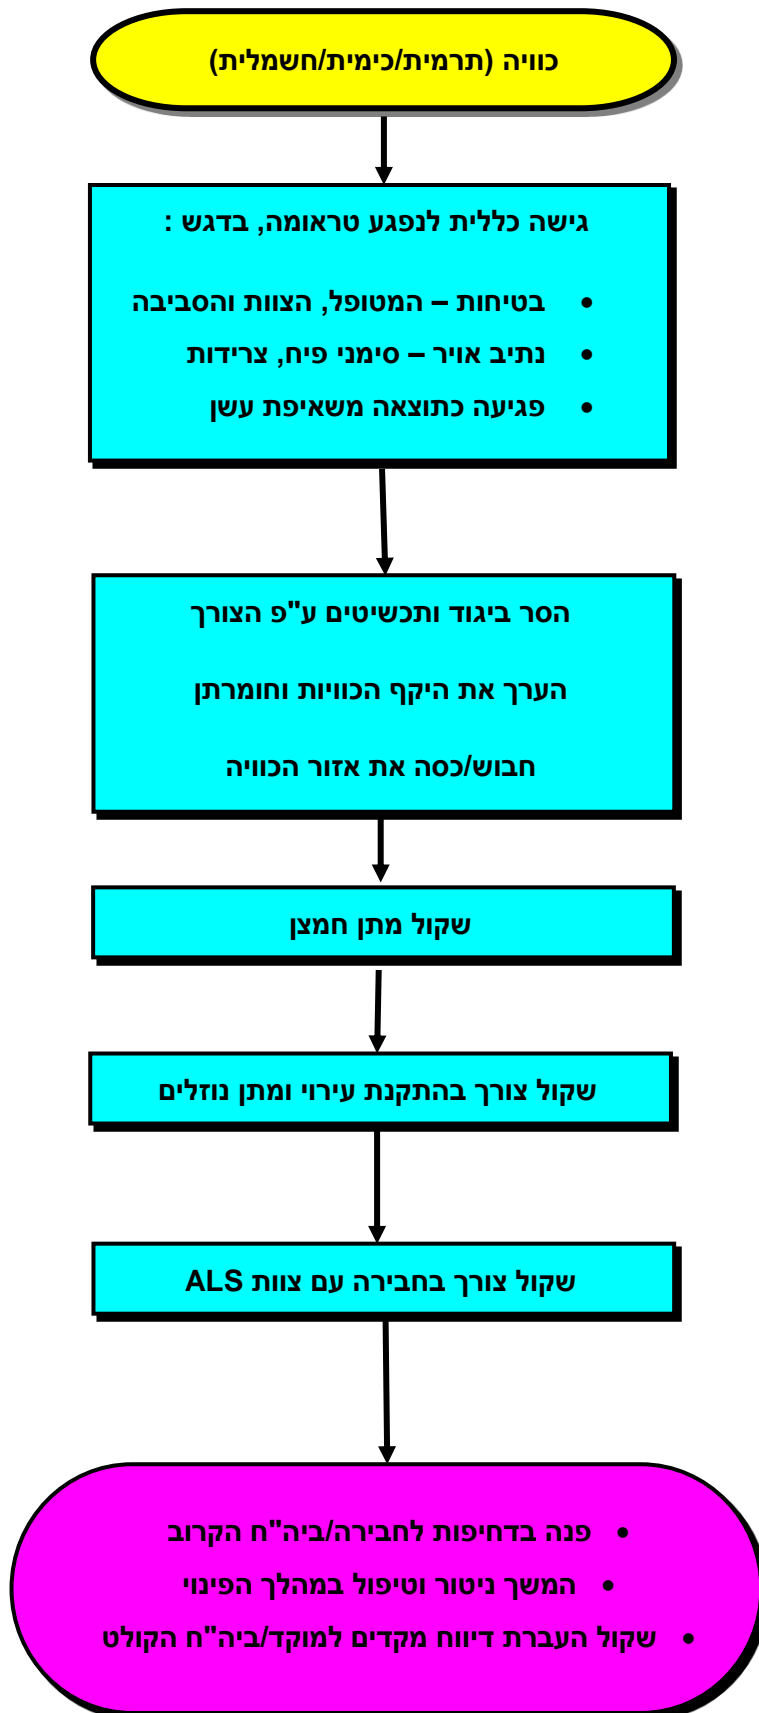 כוויה (תרמית/כימית/חשמלית)
גישה כללית לנפגע טראומה, בדגש :
• בטיחות – המטופל, הצוות והסביבה
• נתיב אויר – סימני פיח, צרידות
• פגיעה כתוצאה משאיפת עשן
הסר ביגוד ותכשיטים ע"פ הצורך
הערך את היקף הכוויות וחומרתן
חבוש/כסה את אזור הכוויה
שקול מתן חמצן
שקול צורך בהתקנת עירוי ומתן נוזלים
שקול צורך בחבירה עם צוות ALS
• פנה בדחיפות לחבירה/ביה"ח הקרוב
• המשך ניטור וטיפול במהלך הפינוי
• שקול העברת דיווח מקדים למוקד/ביה"ח הקולט